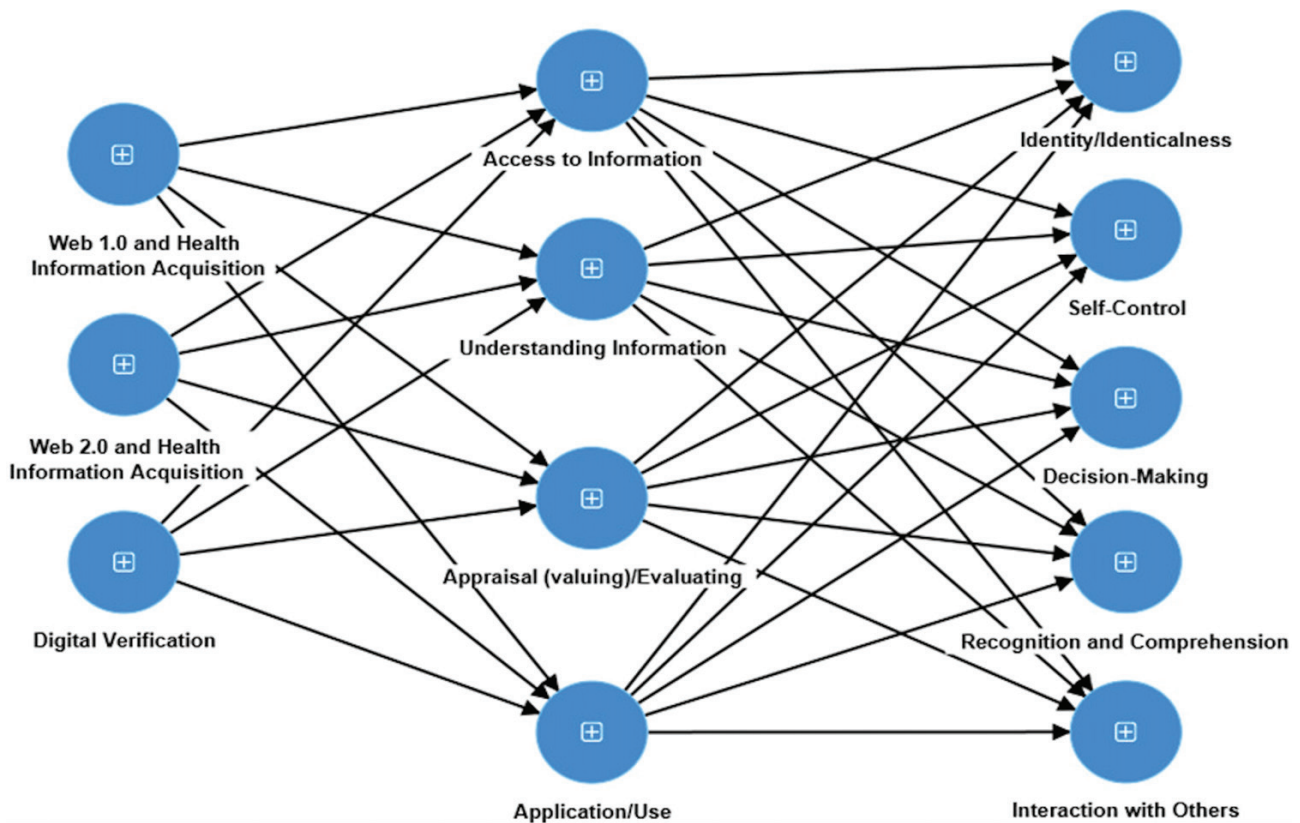 Web 1.0 and Health
Information Acquisition
Web 2.0 and Health
Information Acquisition
Digital Verification
Access to Information
Understanding Information
Appraisal (valuing)/Evaluating
Application/Use
Identity/Identicalness
Self-Control
Decision-Making
Recognition and Comprehension
Interaction with Others